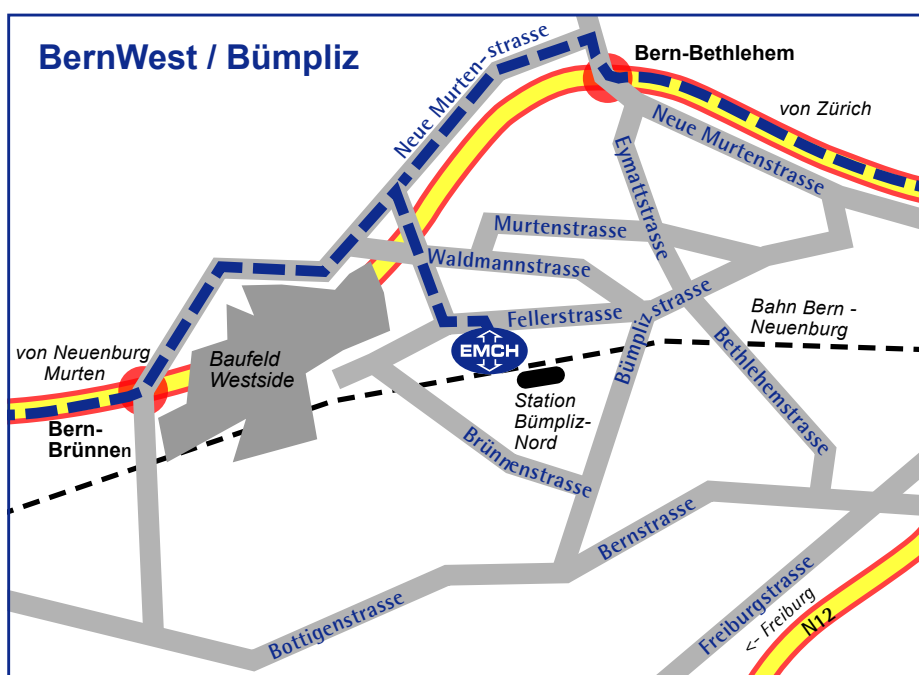 BernWest / Bümpliz
Bern-Bethlehem
von Zürich
Neue Murten-strasse
Neue Murtenstrasse
Eymattstrasse
Murtenstrasse
Waldmannstrasse
Fellerstrasse
Bümplizstrasse
Bahn Bern -
Neuenburg
EMCH
von Neuenburg
Murten
Baufeld
Westside
Bethlehemstrasse
Station
Bümpliz-
Nord
Bern-
Brünnen
Brünnenstrasse
Bernstrasse
Bottigenstrasse
Freiburgstrasse
<- Freiburg
N12